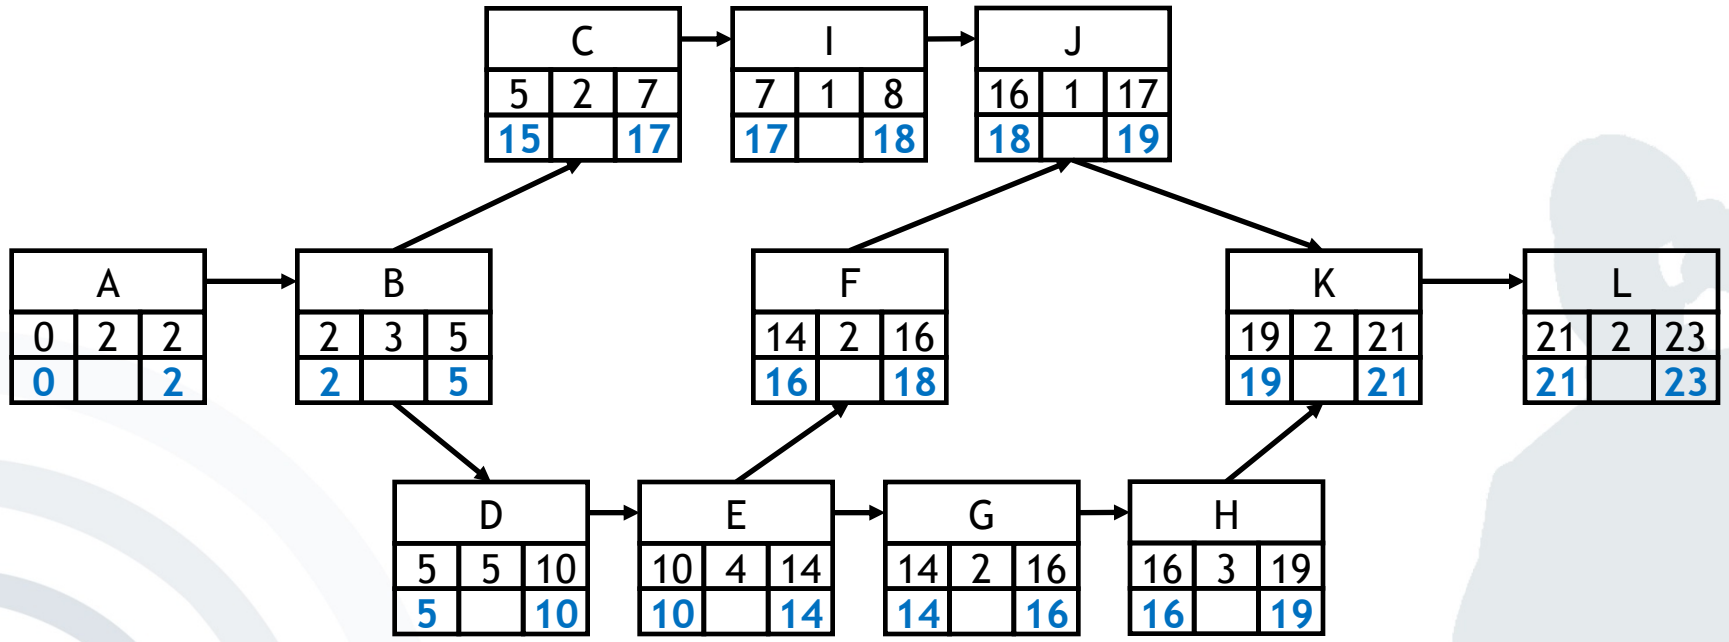 C I J
5 2 7 7 1 8 16 1 17
15 17 17 18 18 19
A B F K L
0 2 2 2 3 5 14 2 16 19 2 21 21 2 23
0 2 2 5 16 18 19 21 21 23
D E G H
5 5 10 10 4 14 14 2 16 16 3 19
5 10 10 14 14 16 16 19